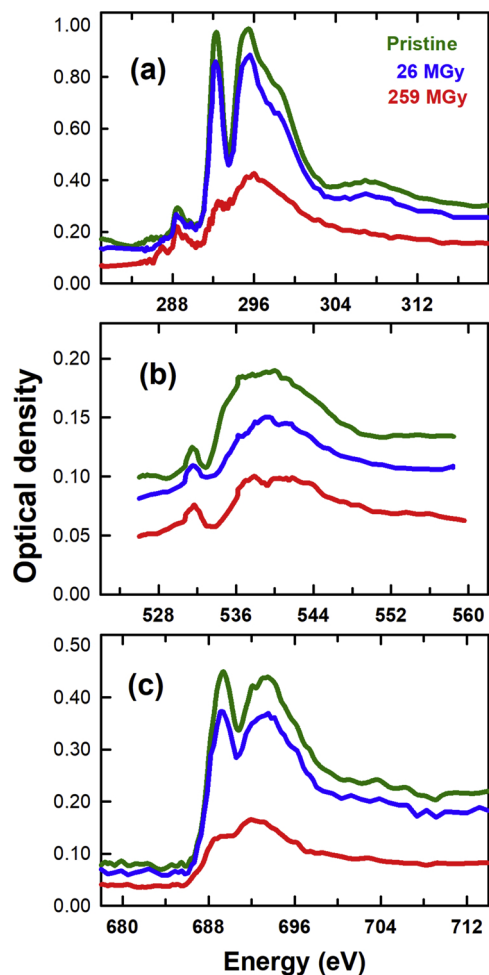 1.00
(a)
Pristine
26 MGy
259 MGy
0.80
0.60
0.40
0.20
0.00
288 296 304 312
0.20
(b)
0.15
0.10
0.05
0.00
528 536 544 552 560
Optical density
0.50
(c)
0.40
0.30
0.20
0.10
0.00
680 688 696 704 712
Energy (eV)